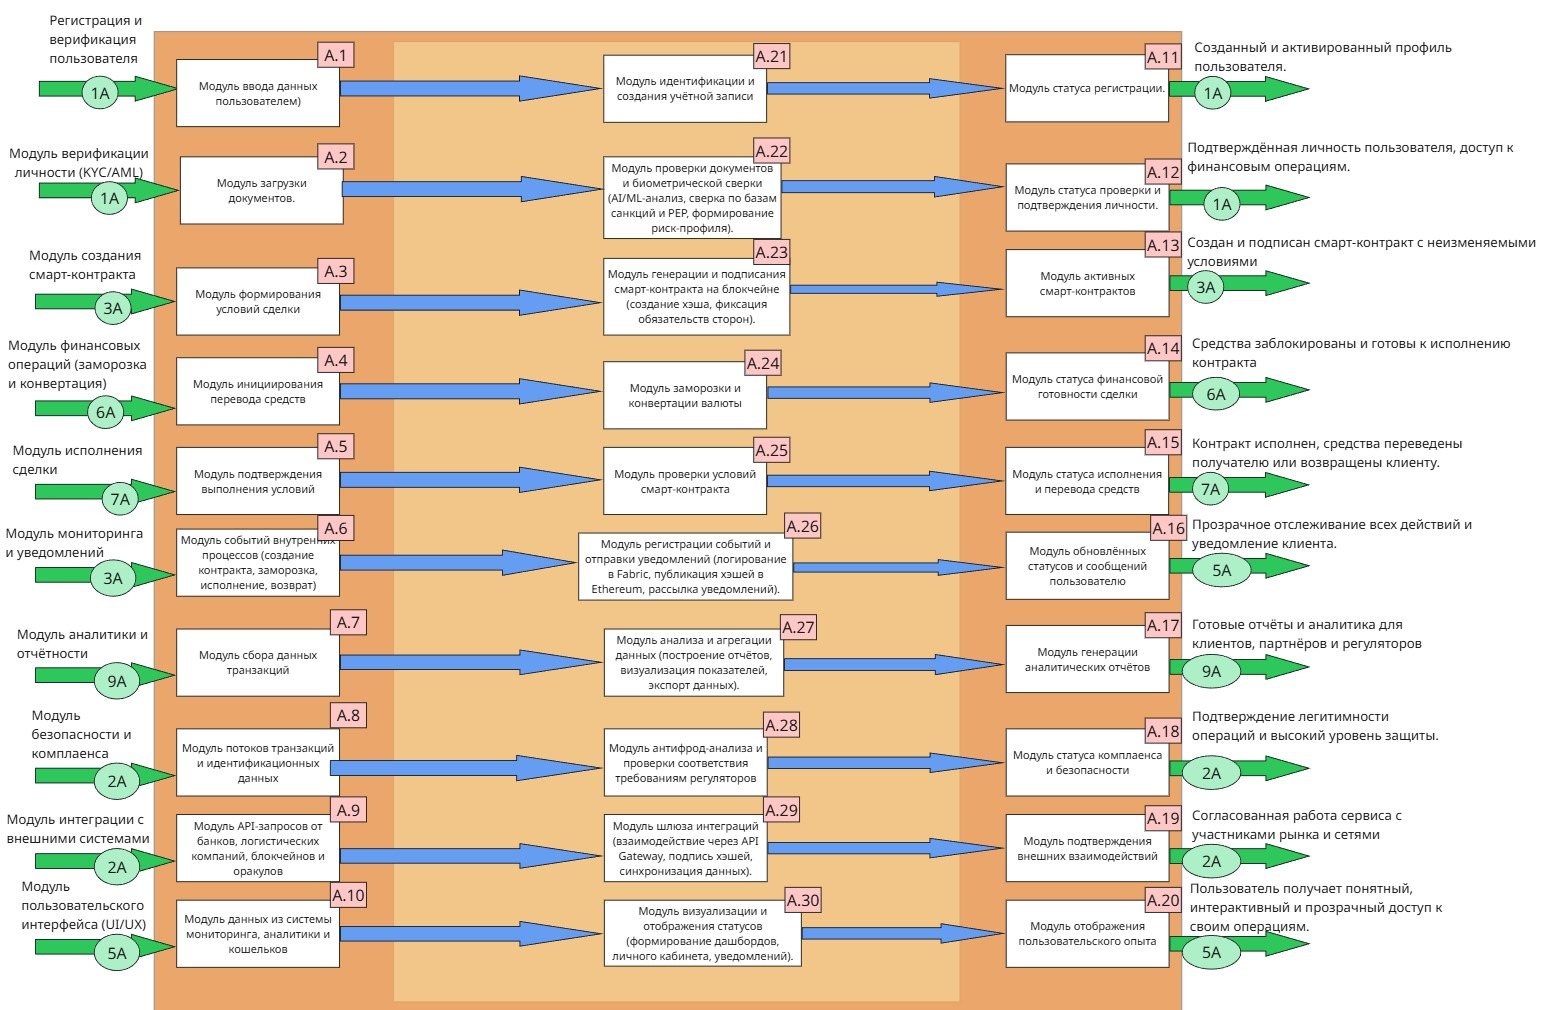 Регистрация и
верификация
пользователя
1А
А.1
Модуль ввода данных
пользователем)
А.21
Модуль идентификации и
создания учётной записи
А.11
Модуль статуса регистрации.
Созданный и активированный профиль
пользователя.
1А
Модуль верификации
личности (KYC/AML)
1А
А.2
Модуль загрузки
документов.
А.22
Модуль проверки документов
и биометрической сверки
(AI/ML-анализ, сверка по базам
санкций и PEP, формирование
риск-профиля).
А.12
Модуль статуса проверки и
подтверждения личности.
Подтверждённая личность пользователя, доступ к
финансовым операциям.
1А
Модуль создания
смарт-контракта
3А
А.3
Модуль формирования
условий сделки
А.23
Модуль генерации и подписания
смарт-контракта на блокчейне
(создание хэша, фиксация
обязательств сторон).
А.13
Модуль активных
смарт-контрактов
Создан и подписан смарт-контракт с неизменяемыми
условиями
3А
Модуль финансовых
операций (заморозка
и конвертация)
6А
А.4
Модуль инициирования
перевода средств
А.24
Модуль заморозки и
конвертации валюты
А.14
Модуль статуса финансовой
готовности сделки
Средства заблокированы и готовы к исполнению
контракта
6А
Модуль исполнения
сделки
7А
А.5
Модуль подтверждения
выполнения условий
А.25
Модуль проверки условий
смарт-контракта
А.15
Модуль статуса исполнения
и перевода средств
Контракт исполнен, средства переведены
получателю или возвращены клиенту.
7А
Модуль мониторинга
и уведомлений
3А
А.6
Модуль событий внутренних
процессов (создание
контракта, заморозка,
исполнение, возврат)
А.26
Модуль регистрации событий и
отправки уведомлений (логирование
в Fabric, публикация хэшей в
Ethereum, рассылка уведомлений).
А.16
Модуль обновлённых
статусов и сообщений
пользователю
Прозрачное отслеживание всех действий и
уведомление клиента.
5А
Модуль аналитики и
отчётности
9А
А.7
Модуль сбора данных
транзакций
А.27
Модуль анализа и агрегации
данных (построение отчётов,
визуализация показателей,
экспорт данных).
А.17
Модуль генерации
аналитических отчётов
Готовые отчёты и аналитика для
клиентов, партнёров и регуляторов
9А
Модуль
безопасности и
комплаенса
2А
А.8
Модуль потоков транзакций
и идентификационных
данных
А.28
Модуль антифрод-анализа и
проверки соответствия
требованиям регуляторов
А.18
Модуль статуса комплаенса
и безопасности
Подтверждение легитимности
операций и высокий уровень защиты.
2А
Модуль интеграции с
внешними системами
2А
А.9
Модуль API-запросов от
банков, логистических
компаний, блокчейнов и
оракулов
А.29
Модуль шлюза интеграций
(взаимодействие через API
Gateway, подпись хэшей,
синхронизация данных).
А.19
Модуль подтверждения
внешних взаимодействий
Согласованная работа сервиса с
участниками рынка и сетями
2А
Модуль
пользовательского
интерфейса (UI/UX)
5А
А.10
Модуль данных из системы
мониторинга, аналитики и
кошельков
А.30
Модуль визуализации и
отображения статусов
(формирование дашбордов,
личного кабинета, уведомлений).
А.20
Модуль отображения
пользовательского опыта
Пользователь получает понятный,
интерактивный и прозрачный доступ к
своим операциям.
5А